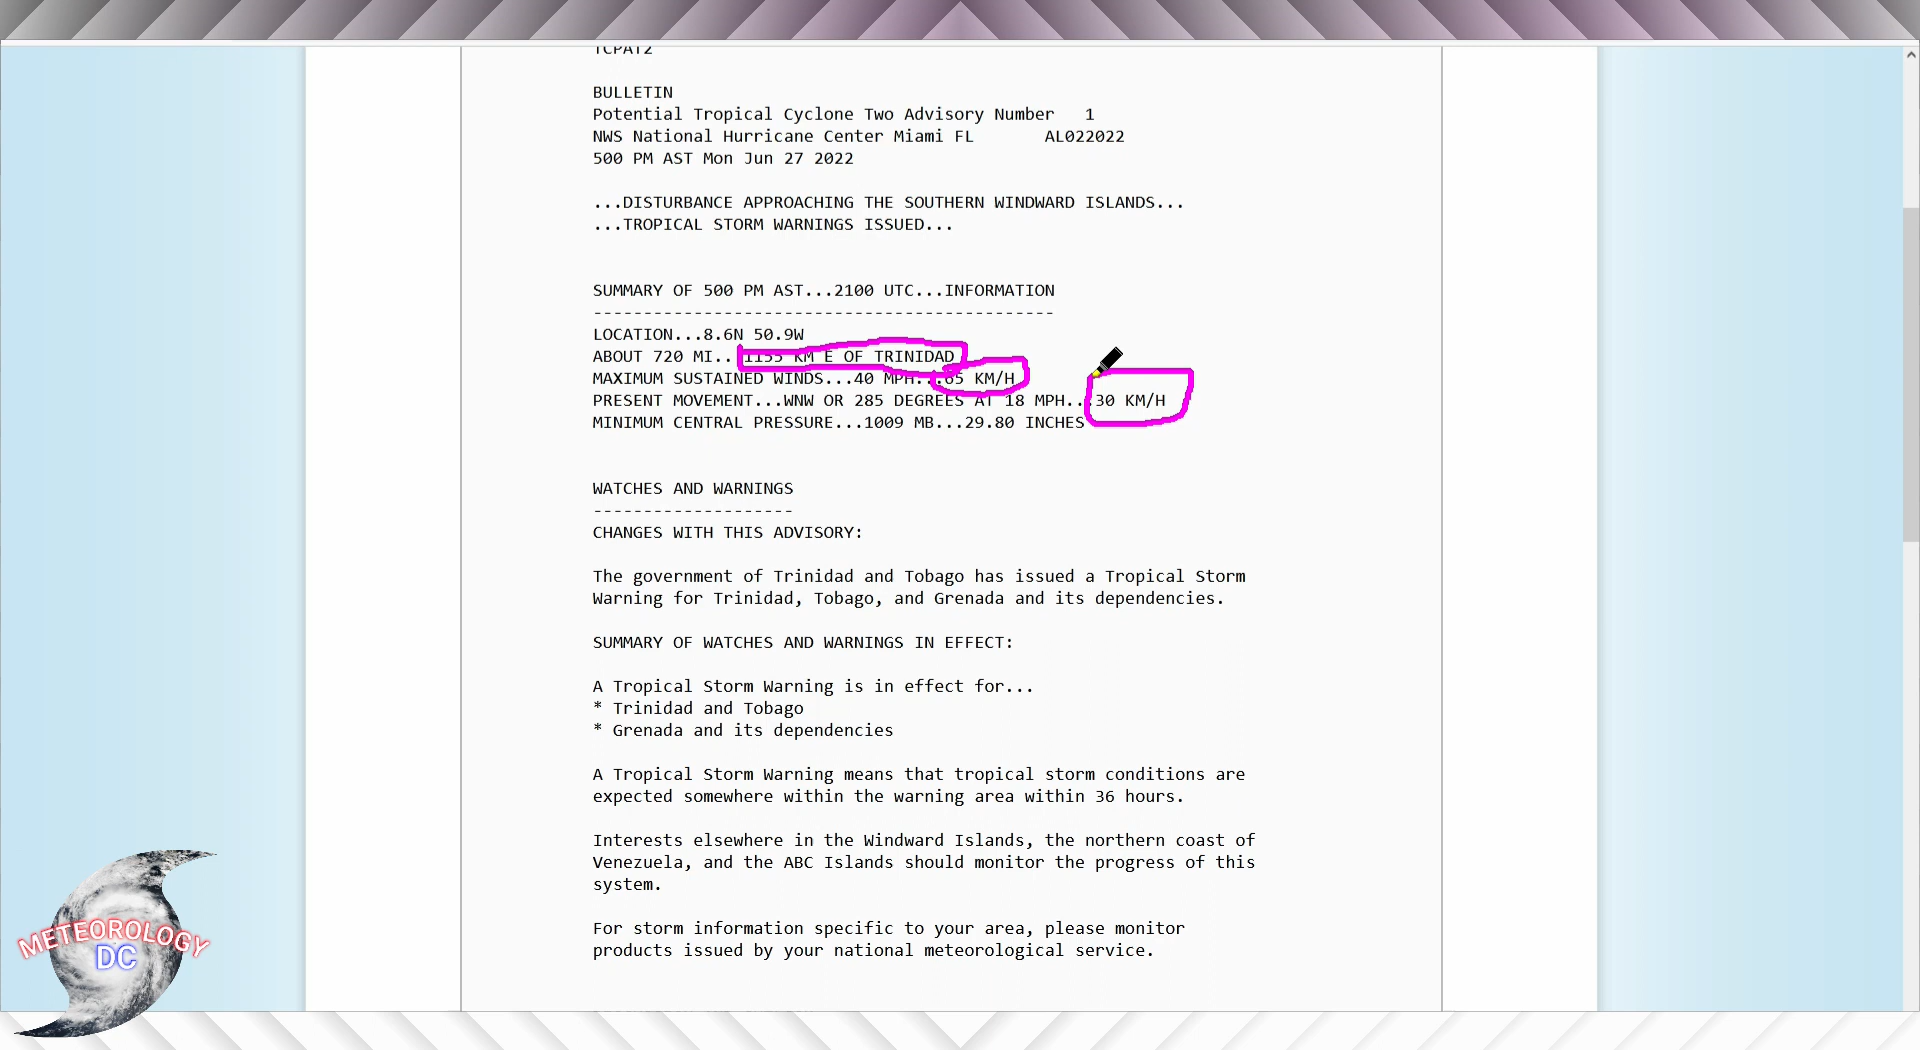 TCPAT2
BULLETIN
Potential Tropical Cyclone Two Advisory Number   1
NWS National Hurricane Center Miami FL       AL022022
500 PM AST Mon Jun 27 2022
...DISTURBANCE APPROACHING THE SOUTHERN WINDWARD ISLANDS...
...TROPICAL STORM WARNINGS ISSUED...
SUMMARY OF 500 PM AST...2100 UTC...INFORMATION
----------------------------------------------
LOCATION...8.6N 50.9W
ABOUT 720 MI...1155 KM E OF TRINIDAD
MAXIMUM SUSTAINED WINDS...40 MPH...65 KM/H
PRESENT MOVEMENT...WNW OR 285 DEGREES AT 18 MPH...30 KM/H
MINIMUM CENTRAL PRESSURE...1009 MB...29.80 INCHES
WATCHES AND WARNINGS
--------------------
CHANGES WITH THIS ADVISORY:
The government of Trinidad and Tobago has issued a Tropical Storm
Warning for Trinidad, Tobago, and Grenada and its dependencies.
SUMMARY OF WATCHES AND WARNINGS IN EFFECT:
A Tropical Storm Warning is in effect for...
* Trinidad and Tobago
* Grenada and its dependencies
A Tropical Storm Warning means that tropical storm conditions are
expected somewhere within the warning area within 36 hours.
Interests elsewhere in the Windward Islands, the northern coast of
Venezuela, and the ABC Islands should monitor the progress of this
system.
For storm information specific to your area, please monitor
products issued by your national meteorological service.
METEOROLOGY
DC